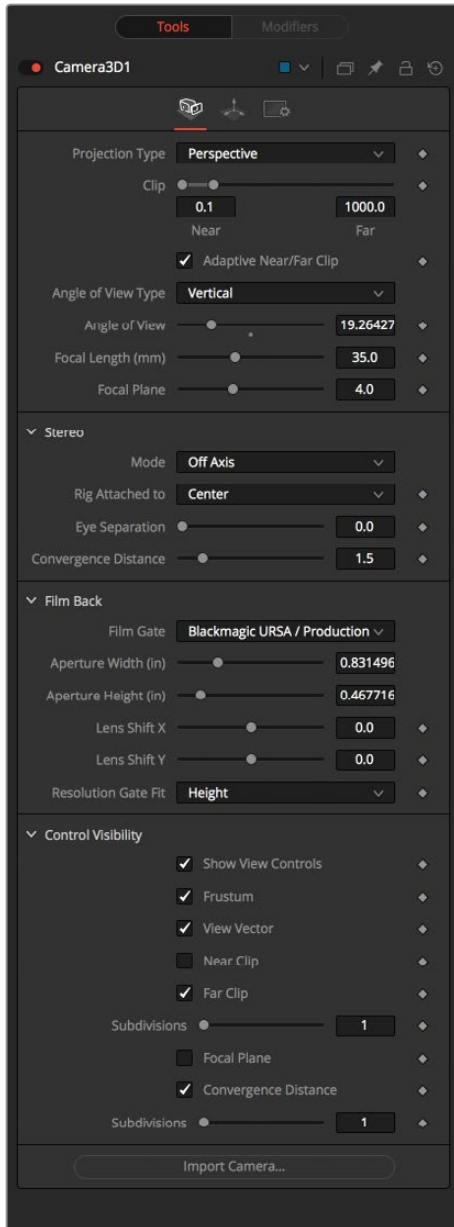 Tools Modifiers
Camera3D1
Projection Type Perspective
Clip
0.1 1000.0
Near Far
Adaptive Near/Far Clip
Angle of View Type Vertical
Angle of View 19.26427
Focal Length (mm) 35.0
Focal Plane 4.0
Stereo
Mode Off Axis
Rig Attached to Center
Eye Separation 0.0
Convergence Distance 1.5
Film Back
Film Gate Blackmagic URSA / Production
Aperture Width (in) 0.831496
Aperture Height (in) 0.467716
Lens Shift X 0.0
Lens Shift Y 0.0
Resolution Gate Fit Height
Control Visibility
Show View Controls
Frustum
View Vector
Near Clip
Far Clip
Subdivisions 1
Focal Plane
Convergence Distance
Subdivisions 1
Import Camera...